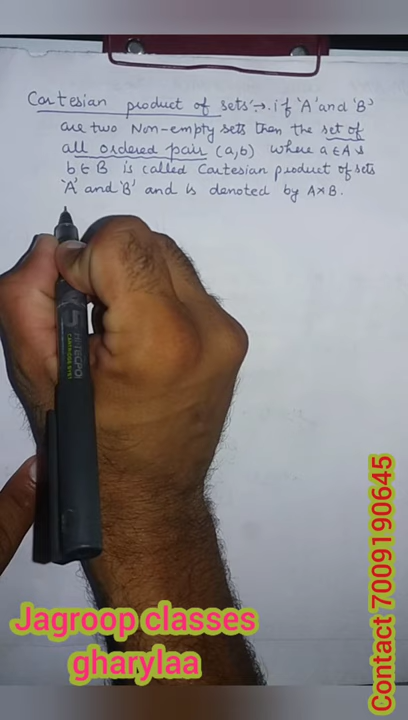 Cartesian product of sets → if 'A' and 'B'
are two Non-empty sets then the set of
all ordered pair (a,b) where a ∈ A &
b ∈ B is called Cartesian product of sets
'A' and 'B' and is denoted by A×B.
Jagroop classes
gharylaa
Contact 7009190645